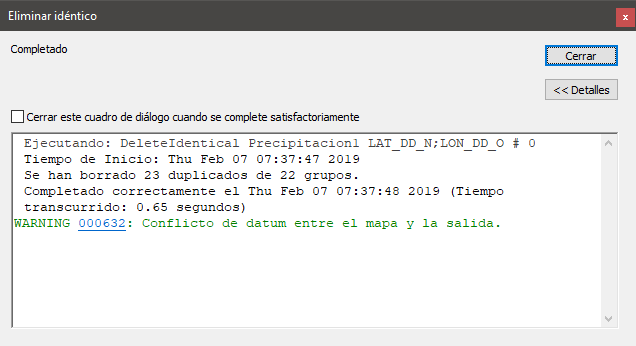 Eliminar idéntico
x
Completado
Cerrar
<< Detalles
Cerrar este cuadro de diálogo cuando se complete satisfactoriamente
Ejecutando: DeleteIdentical Precipitacion1 LAT_DD_N;LON_DD_O # 0
Tiempo de Inicio: Thu Feb 07 07:37:47 2019
Se han borrado 23 duplicados de 22 grupos.
Completado correctamente el Thu Feb 07 07:37:48 2019 (Tiempo
transcurrido: 0.65 segundos)
WARNING 000632: Conflicto de datum entre el mapa y la salida.